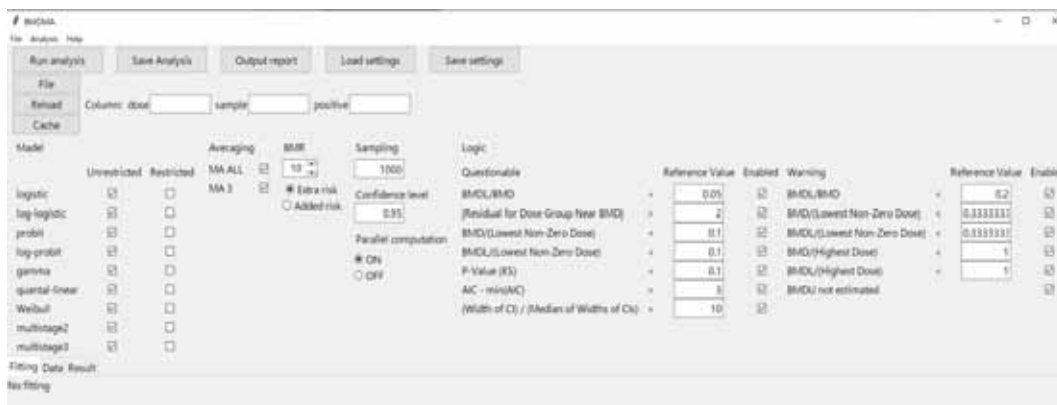 BMDMA
File Analysis Help
Run analysis Save Analysis Output report Load settings Save settings
File
Reload Column: dose sample positive
Cache
Model Averaging BMR Sampling Logic
Unrestricted Restricted MA ALL 10 1000 Questionable Reference Value Enabled Warning Reference Value Enable
logistic MA 3 Extra risk Confidence level BMDL/BMD < 0.05 BMDL/BMD < 0.2
log-logistic Added risk 0.95 |Residual for Dose Group Near BMD| 2 BMD/(Lowest Non-Zero Dose) < 0.3333333
probit Parallel computation BMD/(Lowest Non-Zero Dose) < 0.1 BMDL/(Lowest Non-Zero Dose) < 0.3333333
log-probit ON BMDL/(Lowest Non-Zero Dose) < 0.1 BMD/(Highest Dose) 1
gamma OFF P-Value (KS) < 0.1 BMDL/(Highest Dose) 1
quantal-linear AIC - min(AIC) 3 BMDU not estimated
Weibull (Width of CI) / (Median of Widths of CIs) 10
multistage2
multistage3
Fitting Data Result
No fitting